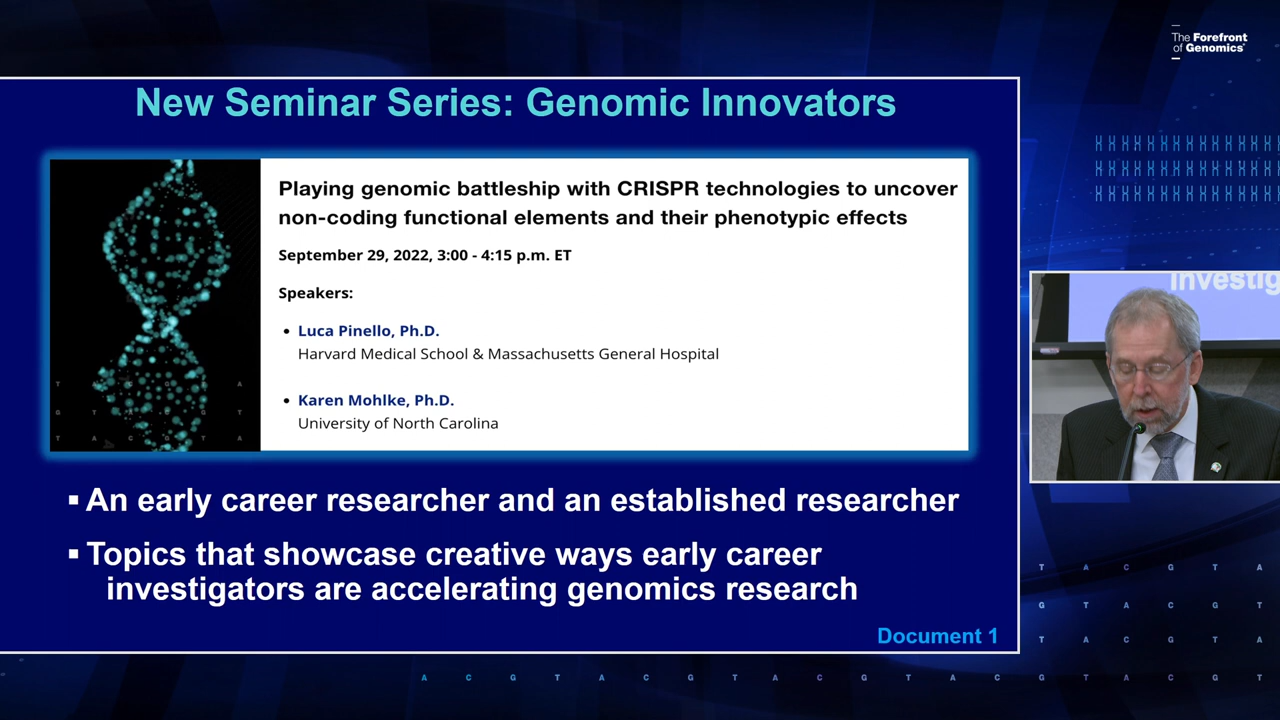 The Forefront
of Genomics®
New Seminar Series: Genomic Innovators
Playing genomic battleship with CRISPR technologies to uncover
non-coding functional elements and their phenotypic effects
September 29, 2022, 3:00 - 4:15 p.m. ET
Speakers:
• Luca Pinello, Ph.D.
Harvard Medical School & Massachusetts General Hospital
• Karen Mohlke, Ph.D.
University of North Carolina
T A C G T A
G T A C G T
T A C G T A
▪ An early career researcher and an established researcher
▪ Topics that showcase creative ways early career
investigators are accelerating genomics research
Document 1
investig
T A C G T A
G T A C G T
T A C G T A
A C G T A C G T A C G T A C G T A C G T